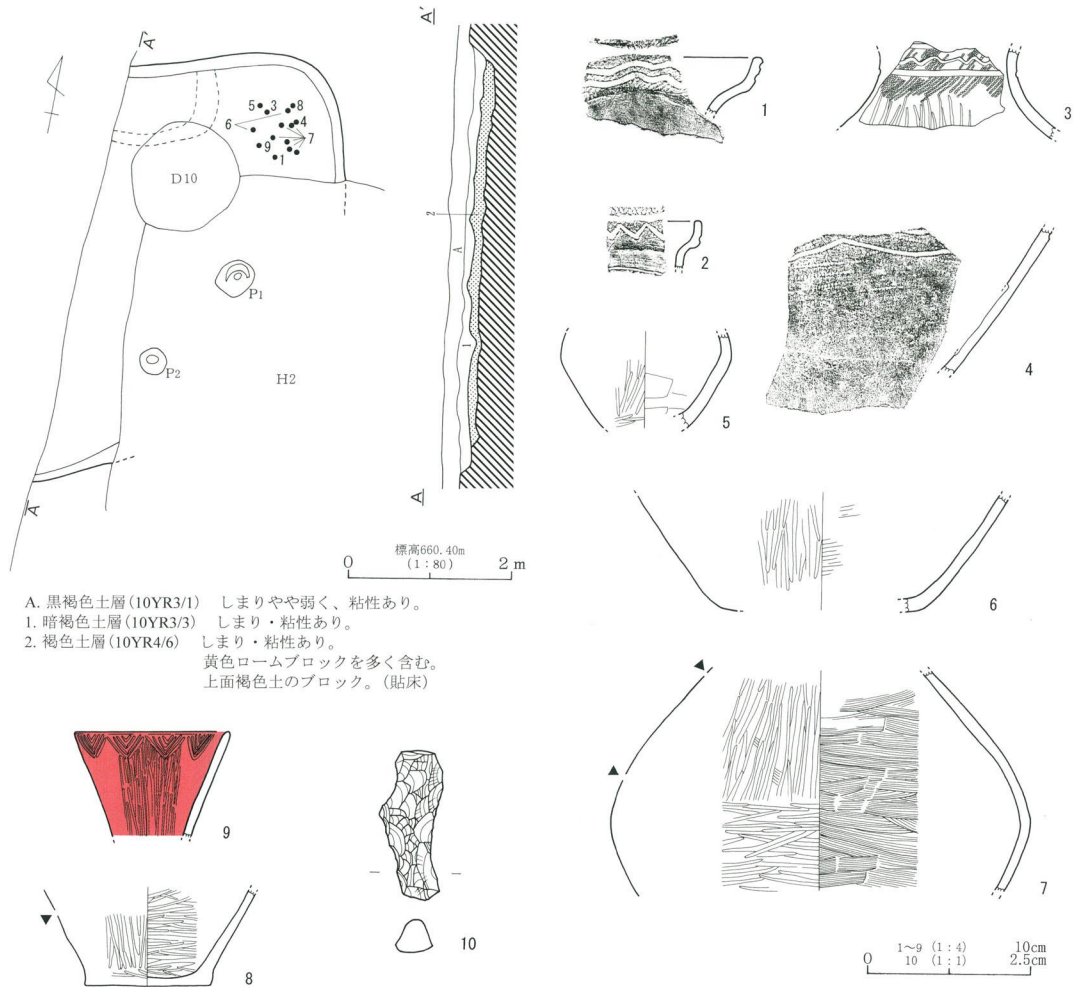 A´
A´
5
3
8
6
4
7
9
1
D10
2
A
P1
1
P2
H2
A
A
標高660.40m
(1:80)
0
2 m
A. 黒褐色土層(10YR3/1) しまりやや弱く、粘性あり。
1. 暗褐色土層(10YR3/3) しまり・粘性あり。
2. 褐色土層(10YR4/6) しまり・粘性あり。
黄色ロームブロックを多く含む。
上面褐色土のブロック。(貼床)
1
3
2
4
5
6
7
9
8
10
1～9 (1:4) 10cm
0 10 (1:1) 2.5cm